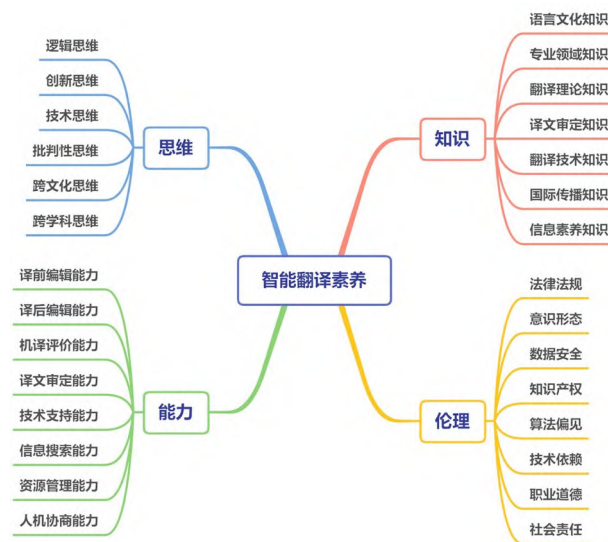 智能翻译素养
思维
逻辑思维
创新思维
技术思维
批判性思维
跨文化思维
跨学科思维
知识
语言文化知识
专业领域知识
翻译理论知识
译文审定知识
翻译技术知识
国际传播知识
信息素养知识
能力
译前编辑能力
译后编辑能力
机译评价能力
译文审定能力
技术支持能力
信息搜索能力
资源管理能力
人机协商能力
伦理
法律法规
意识形态
数据安全
知识产权
算法偏见
技术依赖
职业道德
社会责任